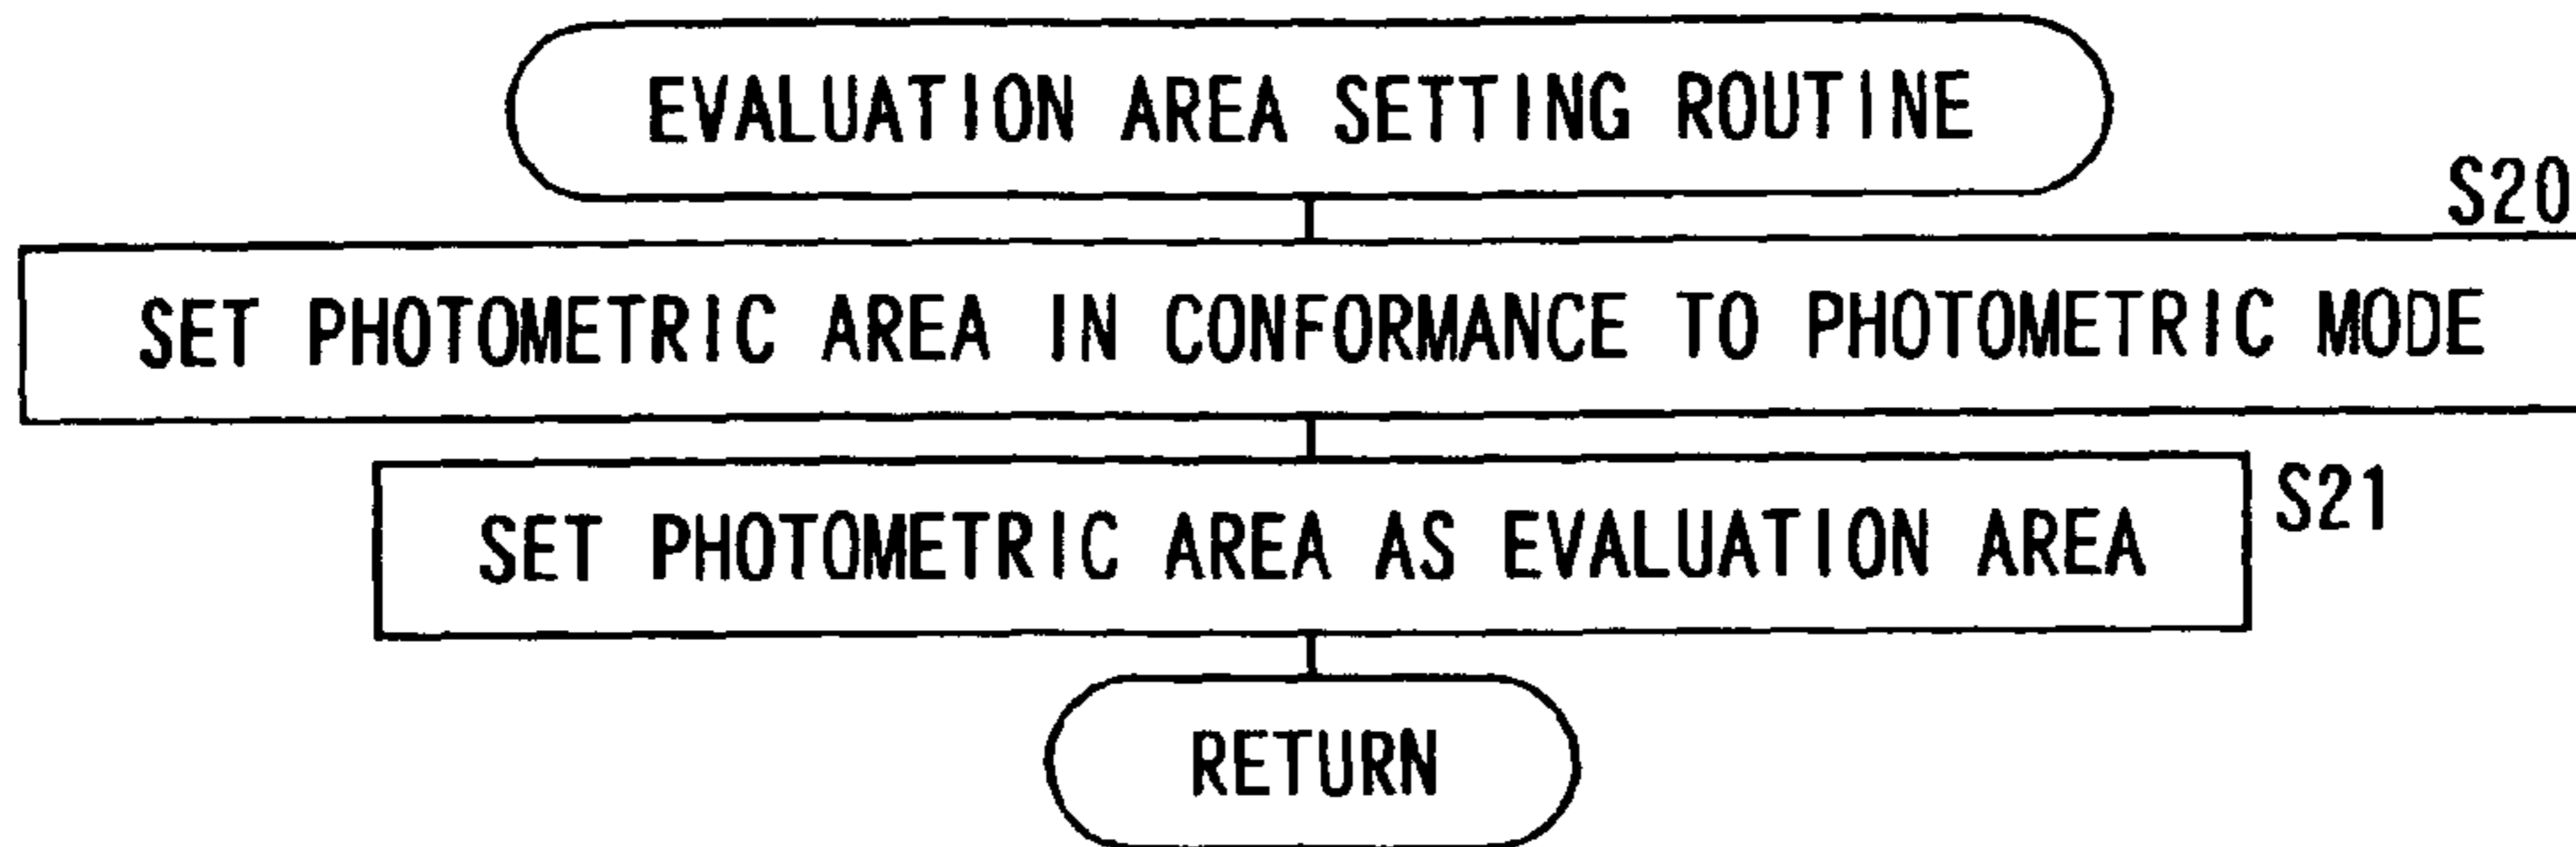 EVALUATION AREA SETTING ROUTINE
S20
SET PHOTOMETRIC AREA IN CONFORMANCE TO PHOTOMETRIC MODE
SET PHOTOMETRIC AREA AS EVALUATION AREA
S21
RETURN